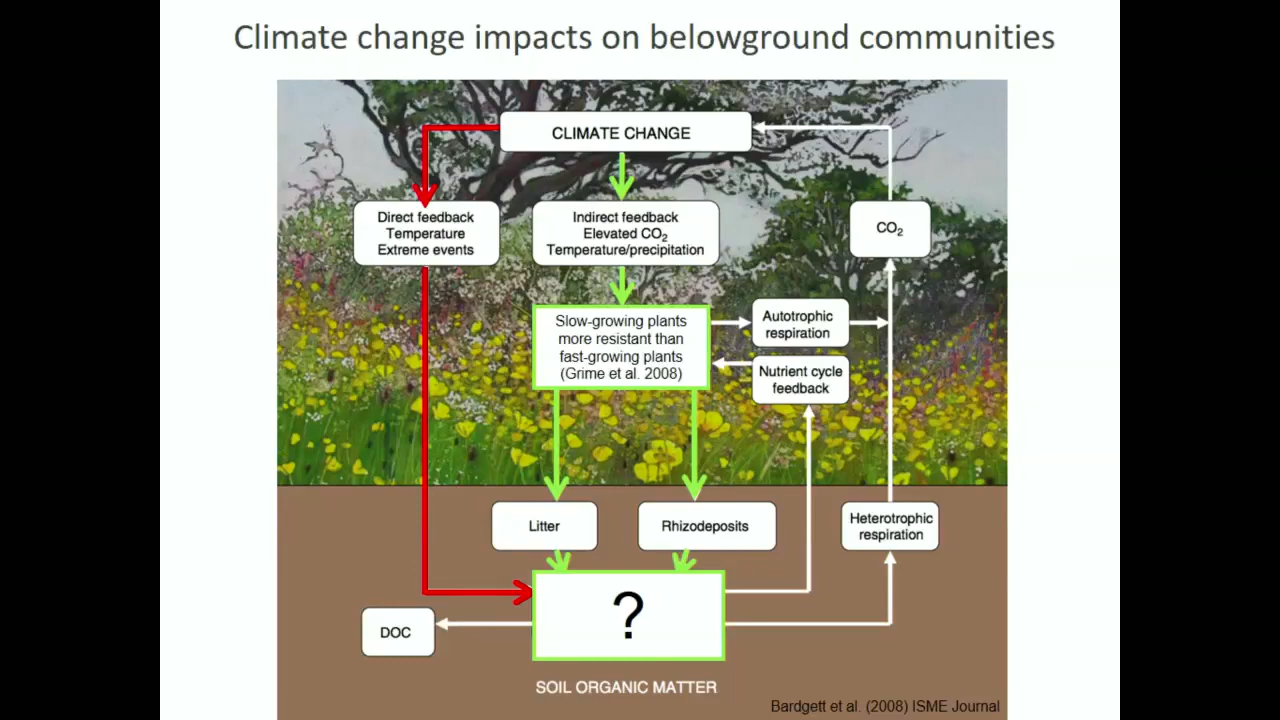 Climate change impacts on belowground communities
CLIMATE CHANGE
Direct feedback
Temperature
Extreme events
Indirect feedback
Elevated CO₂
Temperature/precipitation
CO₂
Slow-growing plants
more resistant than
fast-growing plants
(Grime et al. 2008)
Autotrophic
respiration
Nutrient cycle
feedback
Litter
Rhizodeposits
Heterotrophic
respiration
?
DOC
SOIL ORGANIC MATTER
Bardgett et al. (2008) ISME Journal